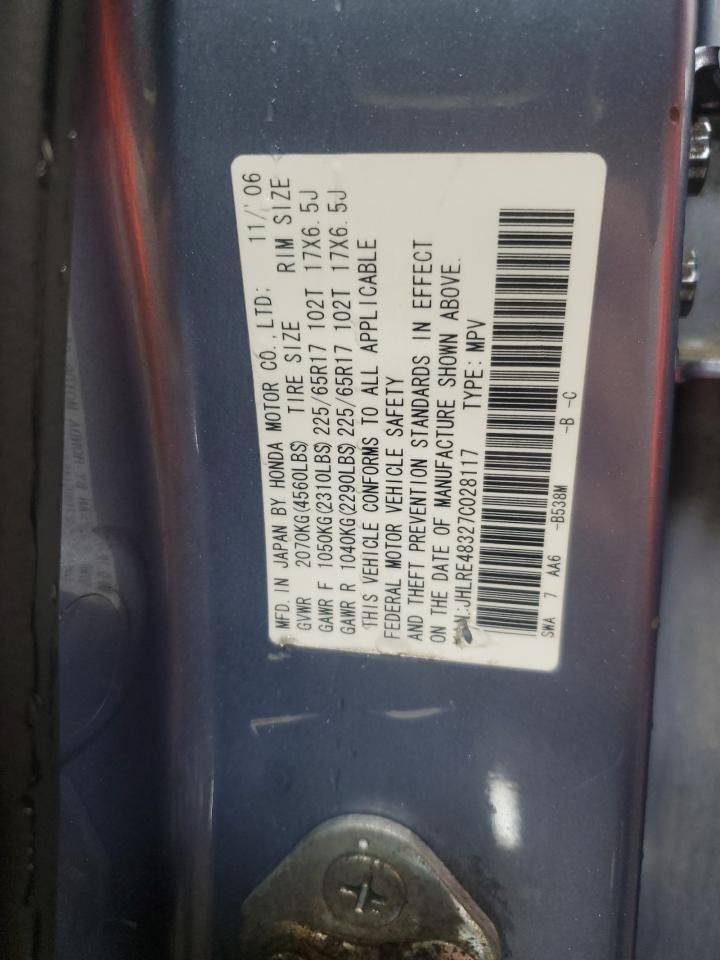 MFD. IN JAPAN BY HONDA MOTOR CO., LTD; 11/'06
GVWR 2070KG(4560LBS) TIRE SIZE RIM SIZE
GAWR F 1050KG(2310LBS) 225/65R17 102T 17X6.5J
GAWR R 1040KG(2290LBS) 225/65R17 102T 17X6.5J
THIS VEHICLE CONFORMS TO ALL APPLICABLE
FEDERAL MOTOR VEHICLE SAFETY
AND THEFT PREVENTION STANDARDS IN EFFECT
ON THE DATE OF MANUFACTURE SHOWN ABOVE.
JHLRE48327C028117 TYPE: MPV
SWA 7 AA6 -B538M -B -C